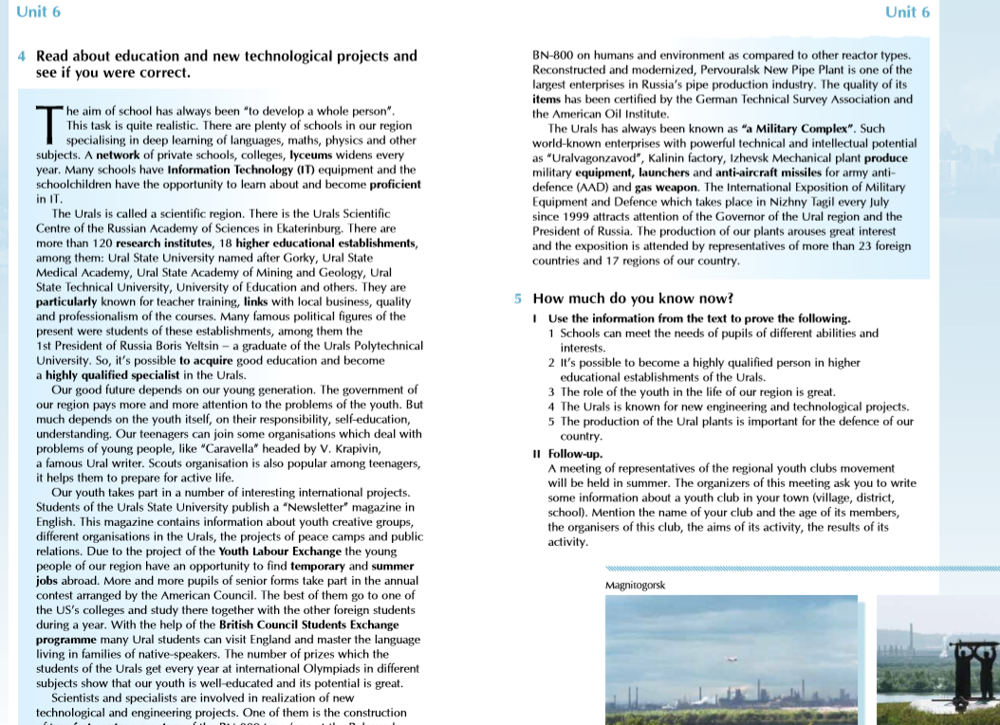 Unit 6
4 Read about education and new technological projects and
see if you were correct.
The aim of school has always been “to develop a whole person”.
This task is quite realistic. There are plenty of schools in our region
specialising in deep learning of languages, maths, physics and other
subjects. A network of private schools, colleges, lyceums widens every
year. Many schools have Information Technology (IT) equipment and the
schoolchildren have the opportunity to learn about and become proficient
in IT.
The Urals is called a scientific region. There is the Urals Scientific
Centre of the Russian Academy of Sciences in Ekaterinburg. There are
more than 120 research institutes, 18 higher educational establishments,
among them: Ural State University named after Gorky, Ural State
Medical Academy, Ural State Academy of Mining and Geology, Ural
State Technical University, University of Education and others. They are
particularly known for teacher training, links with local business, quality
and professionalism of the courses. Many famous political figures of the
present were students of these establishments, among them the
1st President of Russia Boris Yeltsin – a graduate of the Urals Polytechnical
University. So, it’s possible to acquire good education and become
a highly qualified specialist in the Urals.
Our good future depends on our young generation. The government of
our region pays more and more attention to the problems of the youth. But
much depends on the youth itself, on their responsibility, self-education,
understanding. Our teenagers can join some organisations which deal with
problems of young people, like “Caravella” headed by V. Krapivin,
a famous Ural writer. Scouts organisation is also popular among teenagers,
it helps them to prepare for active life.
Our youth takes part in a number of interesting international projects.
Students of the Urals State University publish a “Newsletter” magazine in
English. This magazine contains information about youth creative groups,
different organisations in the Urals, the projects of peace camps and public
relations. Due to the project of the Youth Labour Exchange the young
people of our region have an opportunity to find temporary and summer
jobs abroad. More and more pupils of senior forms take part in the annual
contest arranged by the American Council. The best of them go to one of
the US’s colleges and study there together with the other foreign students
during a year. With the help of the British Council Students Exchange
programme many Ural students can visit England and master the language
living in families of native-speakers. The number of prizes which the
students of the Urals get every year at international Olympiads in different
subjects show that our youth is well-educated and its potential is great.
Scientists and specialists are involved in realization of new
technological and engineering projects. One of them is the construction
Unit 6
BN-800 on humans and environment as compared to other reactor types.
Reconstructed and modernized, Pervouralsk New Pipe Plant is one of the
largest enterprises in Russia’s pipe production industry. The quality of its
items has been certified by the German Technical Survey Association and
the American Oil Institute.
The Urals has always been known as “a Military Complex”. Such
world-known enterprises with powerful technical and intellectual potential
as “Uralvagonzavod”, Kalinin factory, Izhevsk Mechanical plant produce
military equipment, launchers and anti-aircraft missiles for army anti-
defence (AAD) and gas weapon. The International Exposition of Military
Equipment and Defence which takes place in Nizhny Tagil every July
since 1999 attracts attention of the Governor of the Ural region and the
President of Russia. The production of our plants arouses great interest
and the exposition is attended by representatives of more than 23 foreign
countries and 17 regions of our country.
5 How much do you know now?
I Use the information from the text to prove the following.
1 Schools can meet the needs of pupils of different abilities and
interests.
2 It’s possible to become a highly qualified person in higher
educational establishments of the Urals.
3 The role of the youth in the life of our region is great.
4 The Urals is known for new engineering and technological projects.
5 The production of the Ural plants is important for the defence of our
country.
II Follow-up.
A meeting of representatives of the regional youth clubs movement
will be held in summer. The organizers of this meeting ask you to write
some information about a youth club in your town (village, district,
school). Mention the name of your club and the age of its members,
the organisers of this club, the aims of its activity, the results of its
activity.
Magnitogorsk